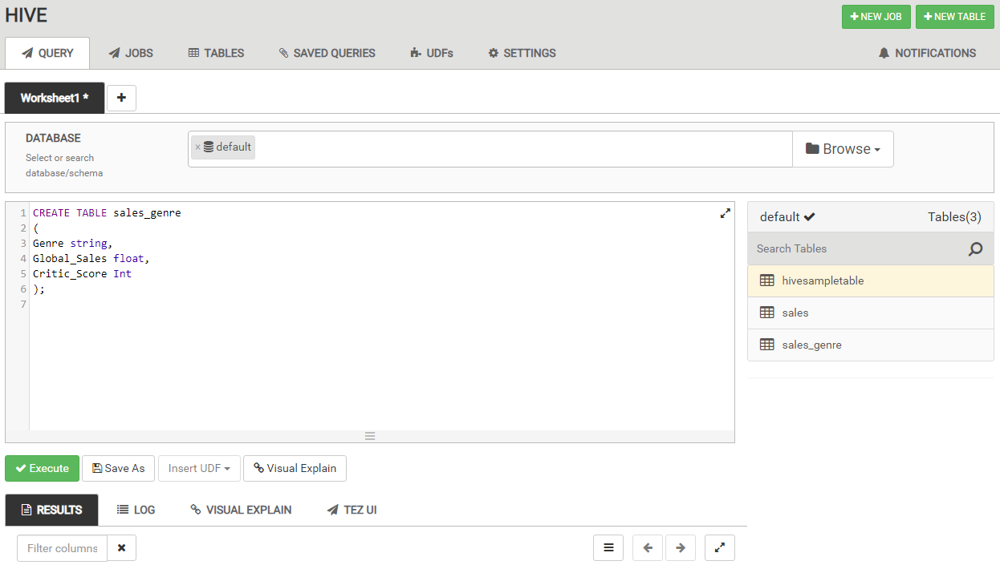 HIVE
NEW JOB
NEW TABLE
QUERY
JOBS
TABLES
SAVED QUERIES
UDFs
SETTINGS
NOTIFICATIONS
Worksheet1 *
+
DATABASE
Select or search
database/schema
× default
Browse
1 CREATE TABLE sales_genre
2 (
3 Genre string,
4 Global_Sales float,
5 Critic_Score Int
6 );
7
default
Tables(3)
Search Tables
hivesampletable
sales
sales_genre
Execute
Save As
Insert UDF
Visual Explain
RESULTS
LOG
VISUAL EXPLAIN
TEZ UI
Filter columns